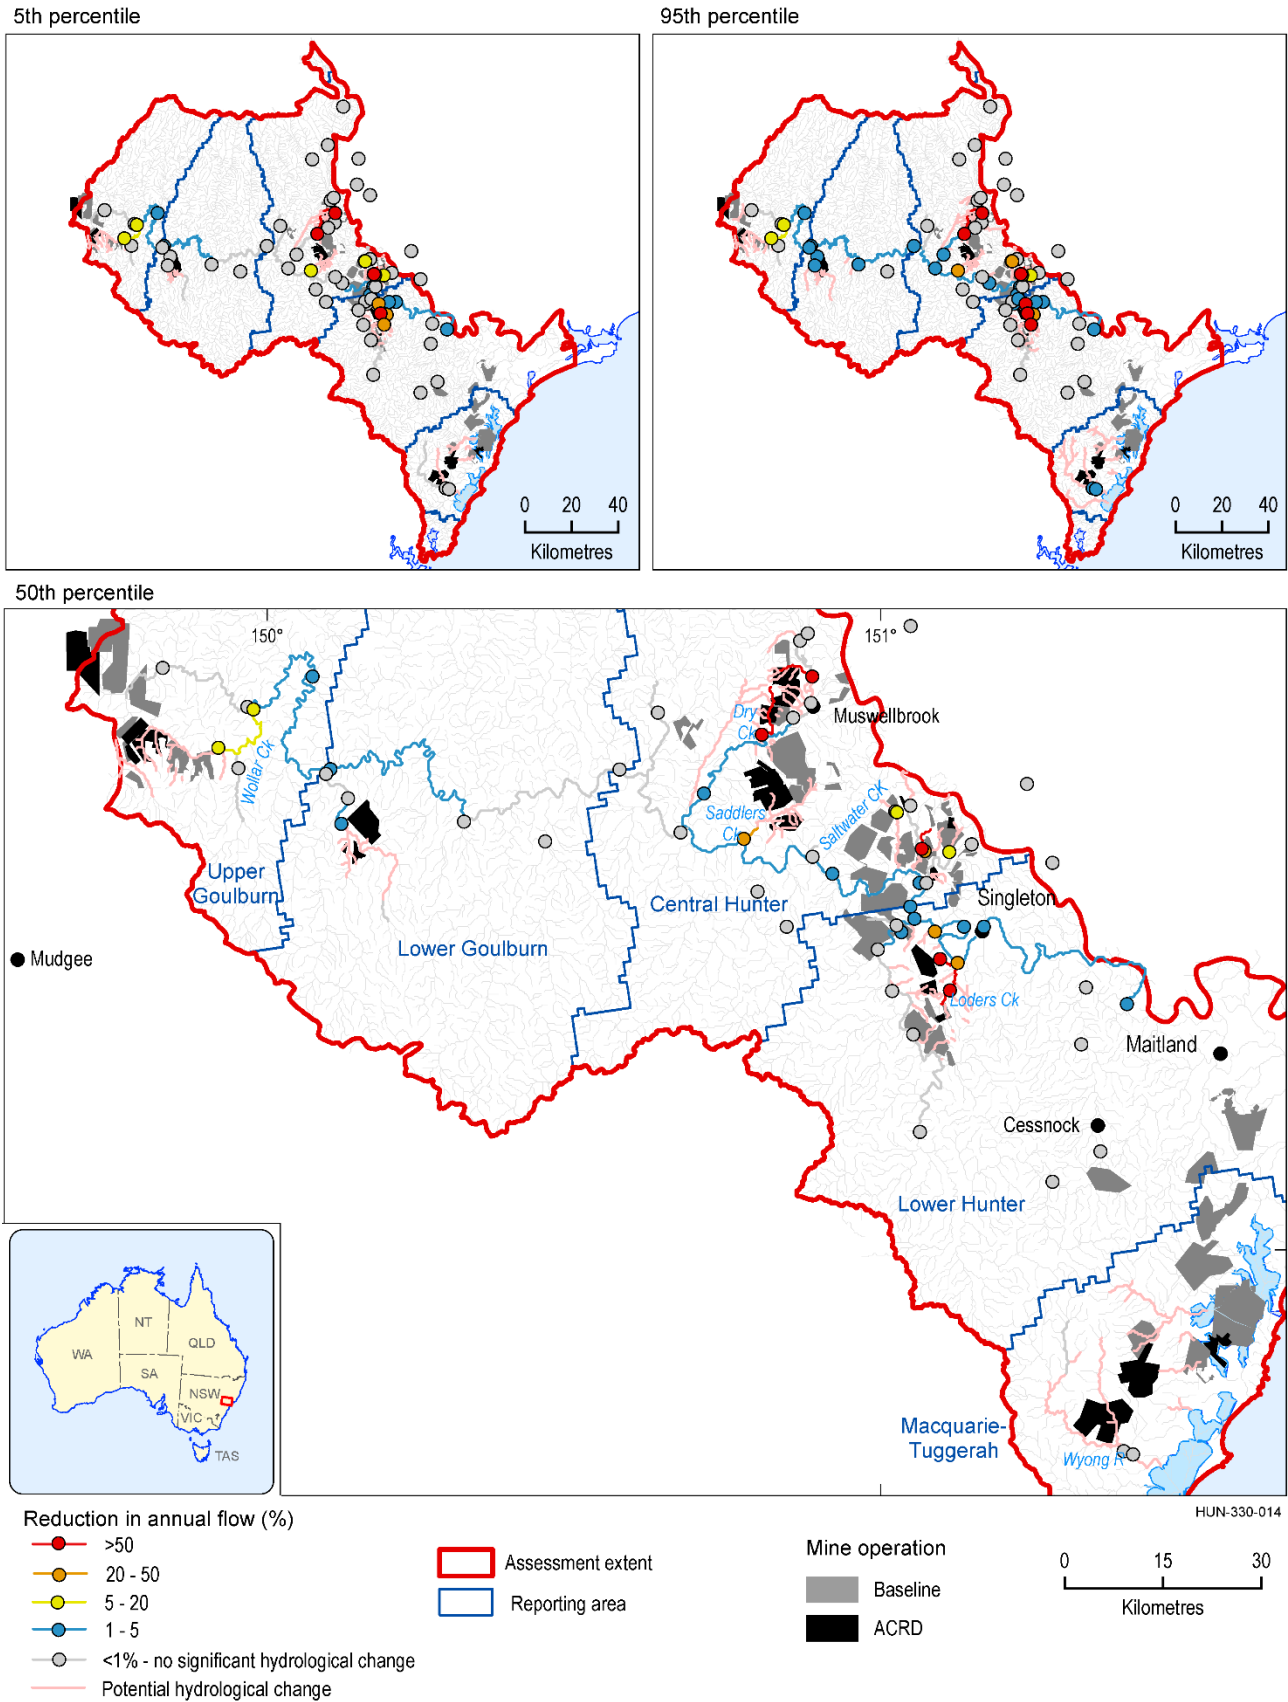 5th percentile
95th percentile
0 20 40
Kilometres
0 20 40
Kilometres
50th percentile
150°
151°
Dry
Ck
Muswellbrook
Wollar Ck
Saddlers
Ck
Saltwater CK
Upper
Goulburn
Central Hunter
Singleton
Mudgee
Lower Goulburn
Loders Ck
Maitland
Cessnock
Lower Hunter
NT
QLD
WA
SA
NSW
VIC
TAS
Macquarie-
Tuggerah
Wyong R
HUN-330-014
Reduction in annual flow (%)
>50
20 - 50
5 - 20
1 - 5
<1% - no significant hydrological change
Potential hydrological change
Assessment extent
Reporting area
Mine operation
Baseline
ACRD
0 15 30
Kilometres